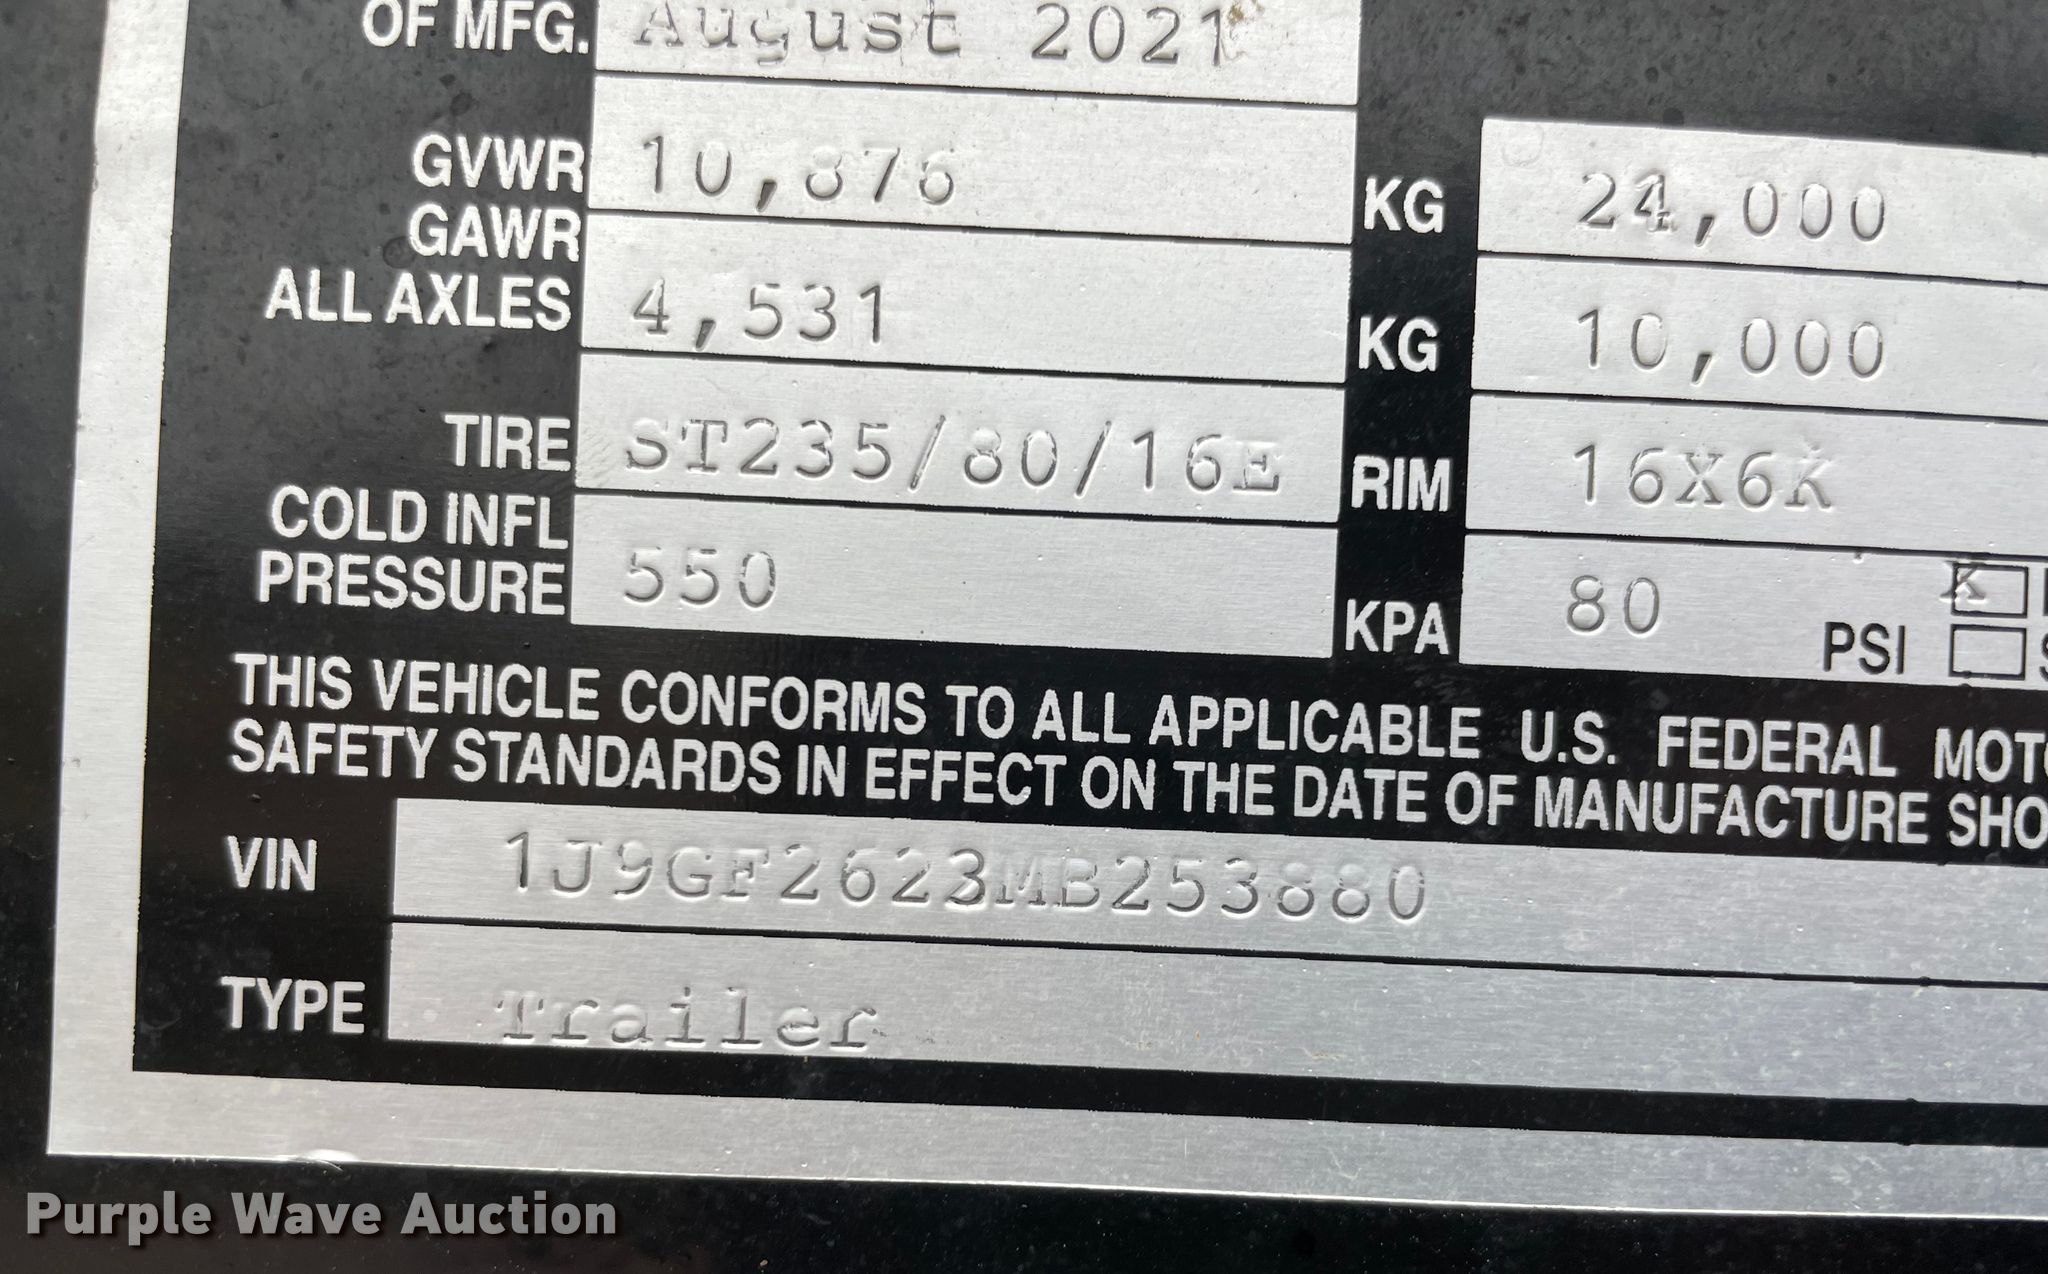 OF MFG. August 2021
GVWR 10,876 KG 24,000
GAWR
ALL AXLES 4,531 KG 10,000
TIRE ST235/80/16E RIM 16X6K
COLD INFL
PRESSURE 550 KPA 80 PSI X
THIS VEHICLE CONFORMS TO ALL APPLICABLE U.S. FEDERAL MOTO
SAFETY STANDARDS IN EFFECT ON THE DATE OF MANUFACTURE SHO
VIN 1J9GF2623MB253880
TYPE Trailer
Purple Wave Auction